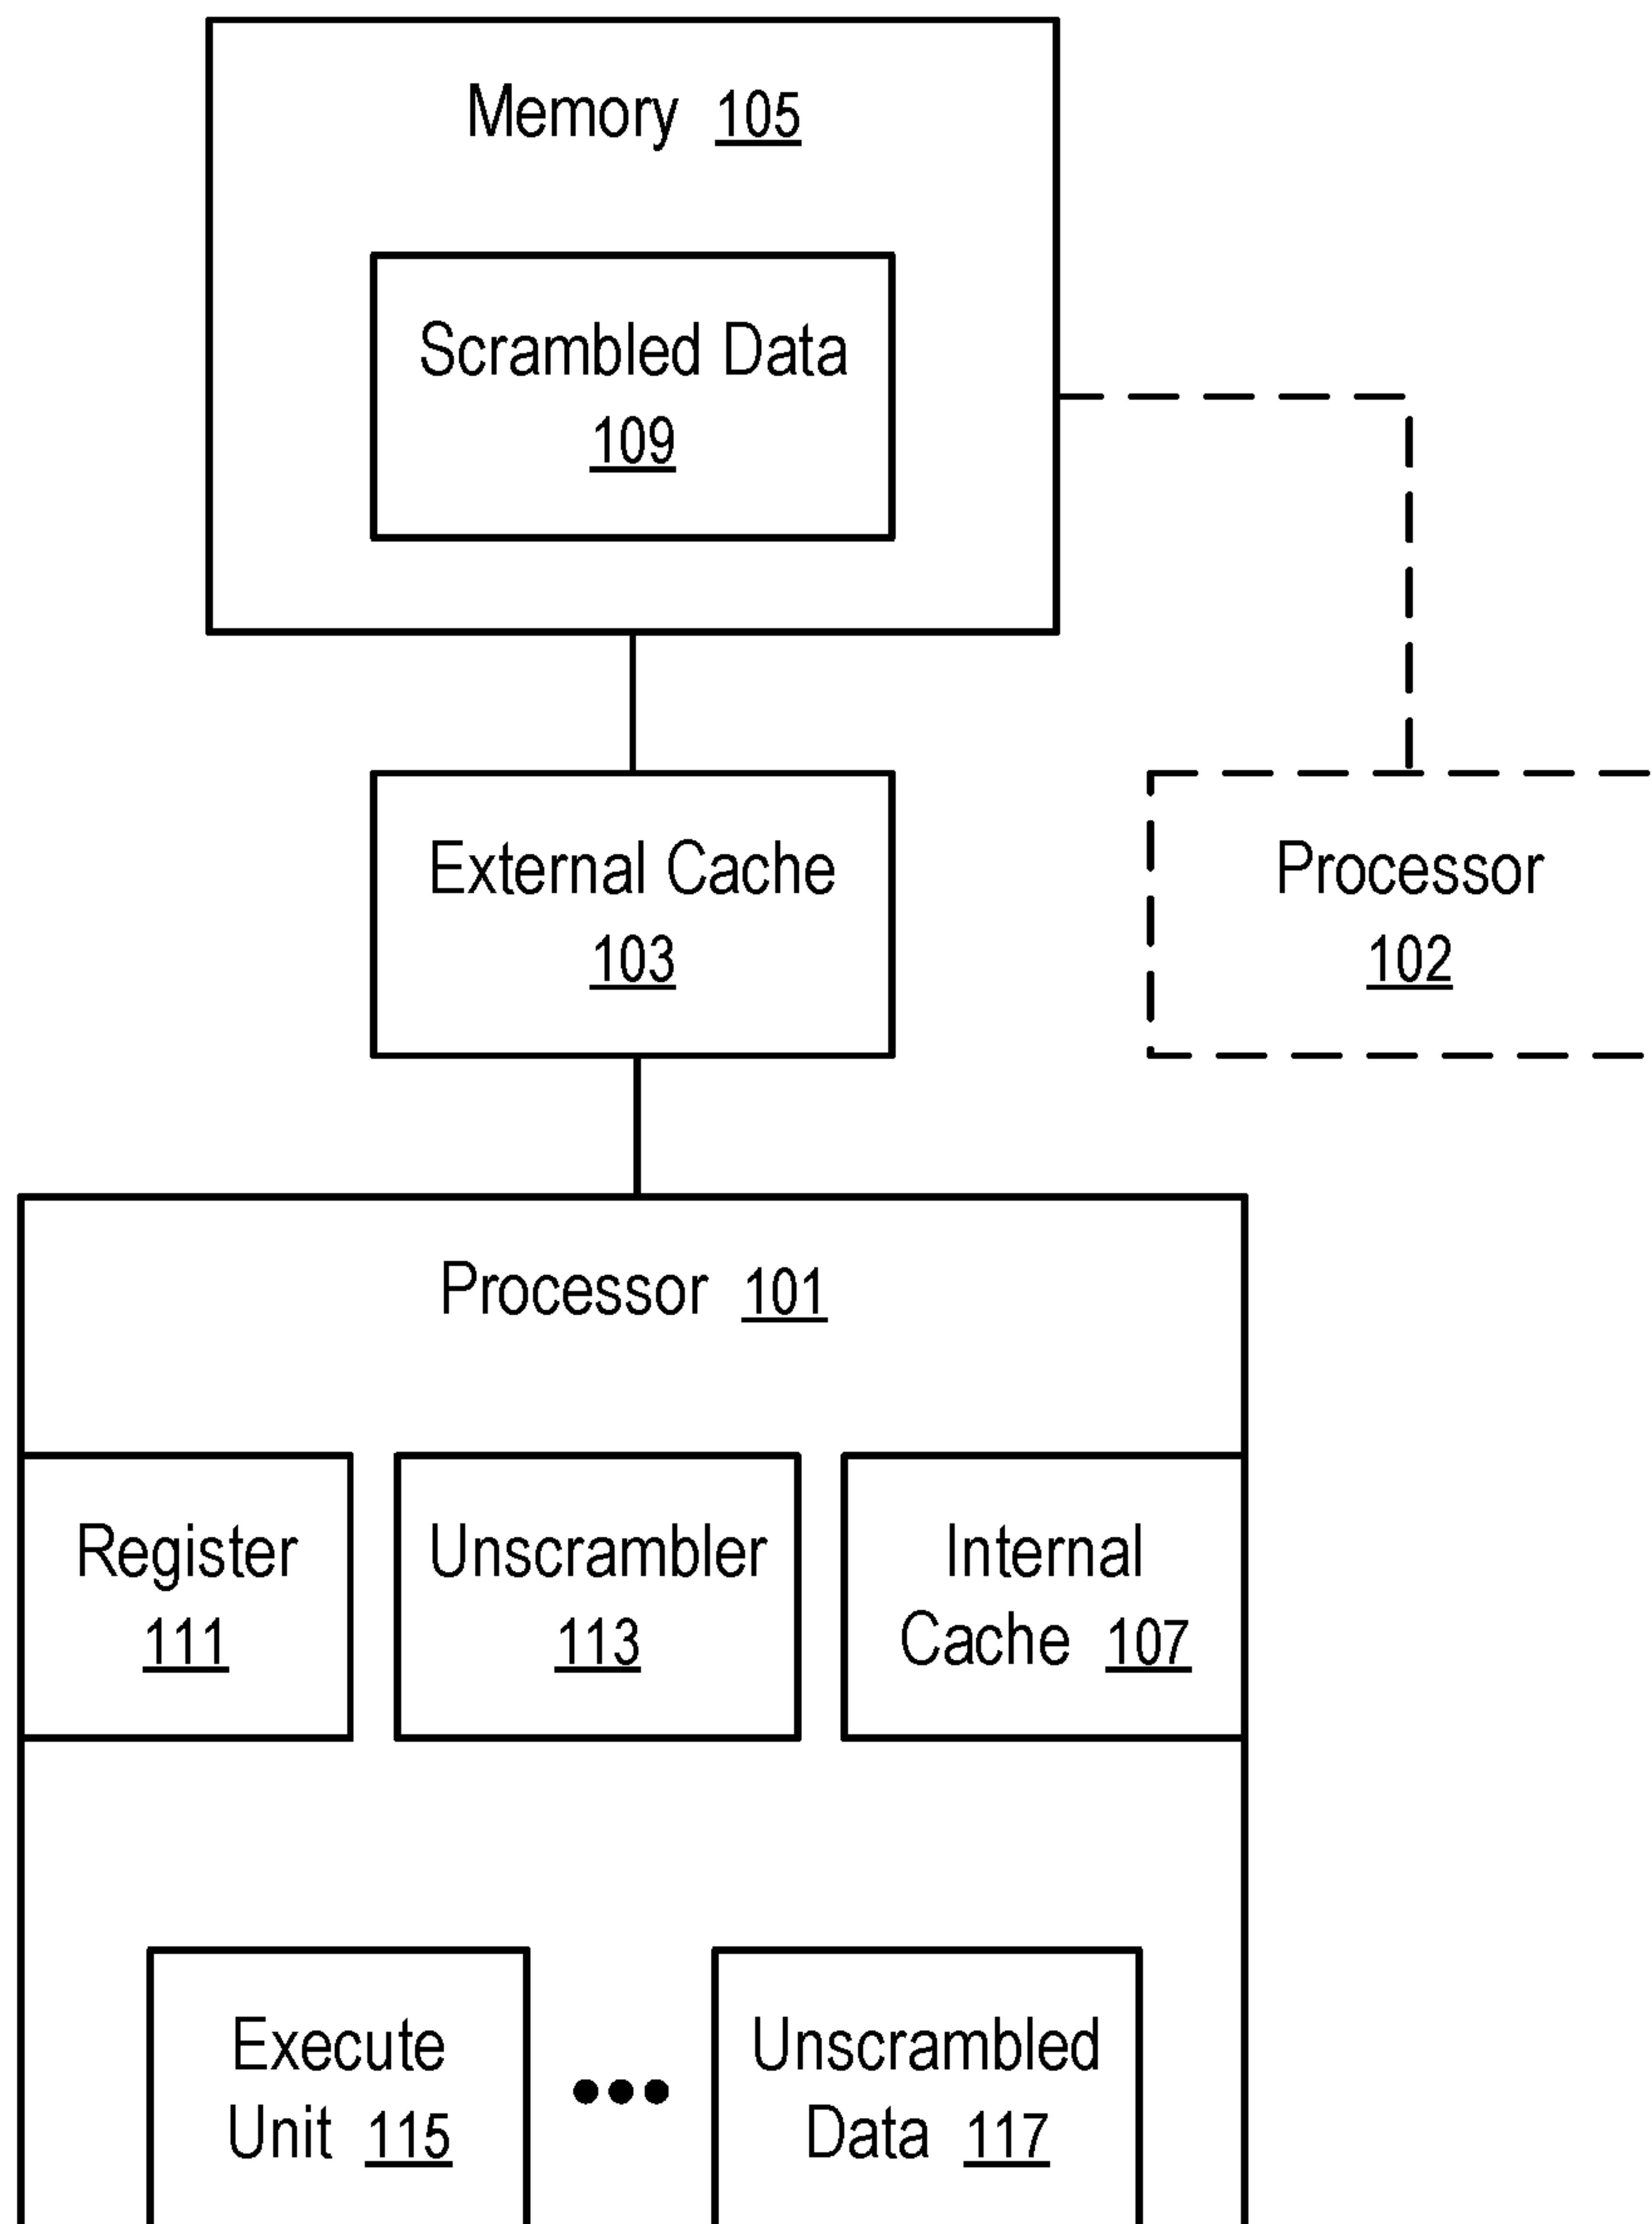 Memory 105
Scrambled Data
109
External Cache
103
Processor
102
Processor 101
Register
111
Unscrambler
113
Internal
Cache 107
Execute
Unit 115
Unscrambled
Data 117